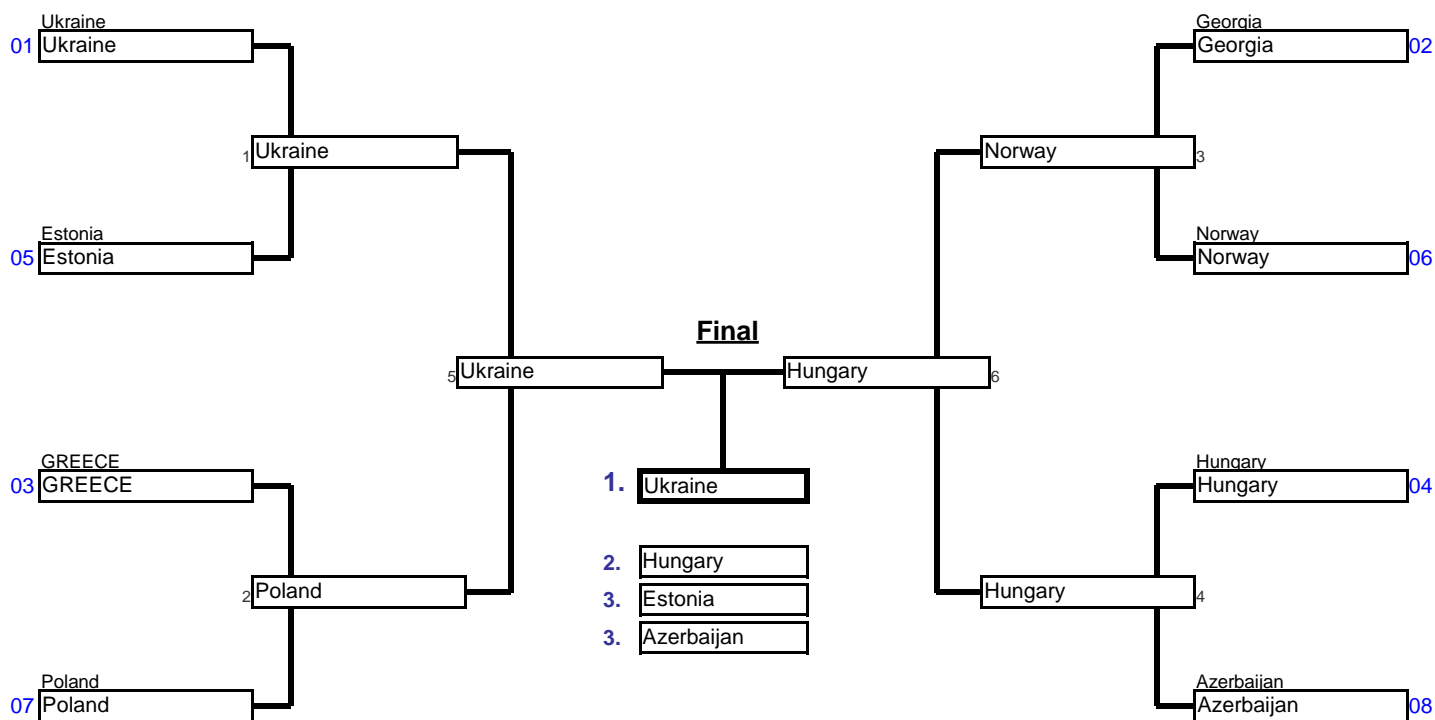 Ukraine
01 Ukraine
Georgia
Georgia 02
1 Ukraine
Norway 3
Estonia
05 Estonia
Norway
Norway 06
Final
5 Ukraine
Hungary 6
GREECE
03 GREECE
1. Ukraine
Hungary
Hungary 04
2. Hungary
2 Poland
3. Estonia
Hungary 4
3. Azerbaijan
Poland
07 Poland
Azerbaijan
Azerbaijan 08